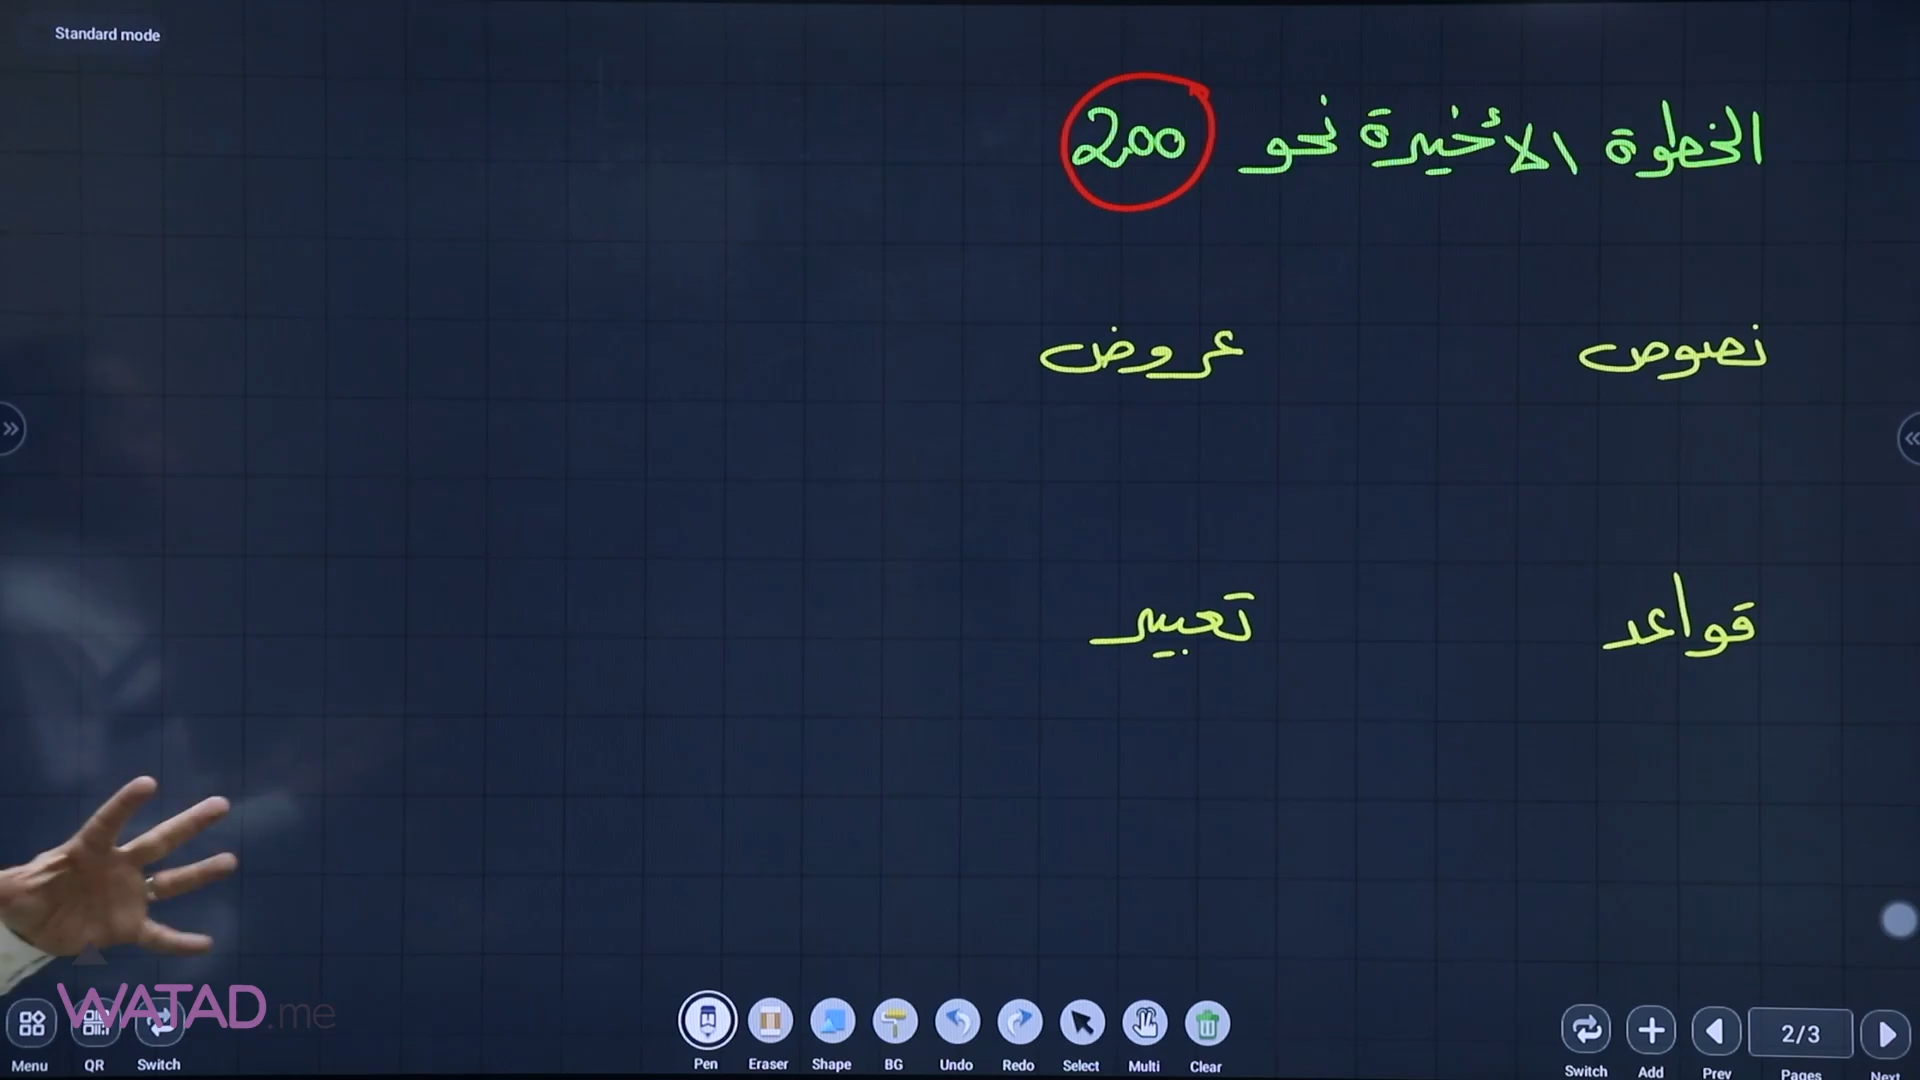 Standard mode
الخطوة الأخيرة نحو 200
نصوص عروض
قواعد تعبير
WATAD.me
Menu QR Switch Pen Eraser Shape BG Undo Redo Select Multi Clear Switch Add Prev 2/3 Pages Next